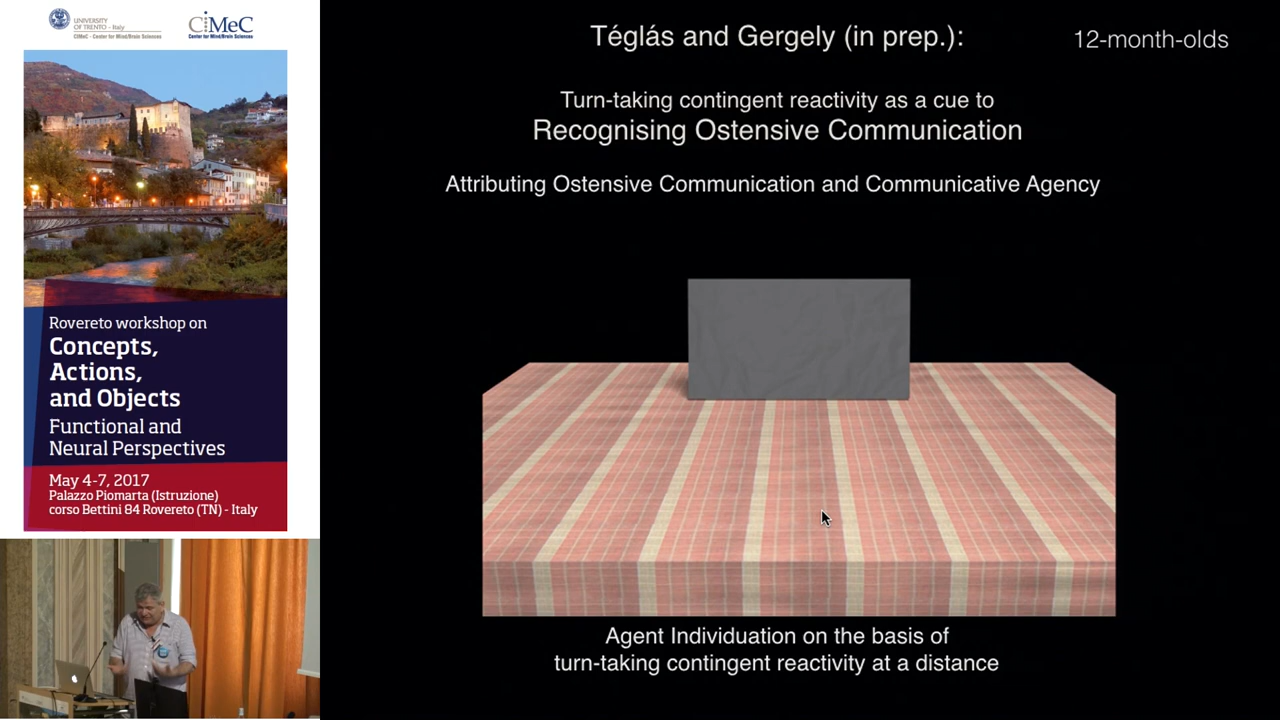 UNIVERSITY
OF TRENTO - Italy
CIMeC - Center for Mind/Brain Sciences
CiMeC
Center for Mind/Brain Sciences
Rovereto workshop on
Concepts,
Actions,
and Objects
Functional and
Neural Perspectives
May 4-7, 2017
Palazzo Piomarta (Istruzione)
corso Bettini 84 Rovereto (TN) - Italy
Téglás and Gergely (in prep.):
12-month-olds
Turn-taking contingent reactivity as a cue to
Recognising Ostensive Communication
Attributing Ostensive Communication and Communicative Agency
Agent Individuation on the basis of
turn-taking contingent reactivity at a distance